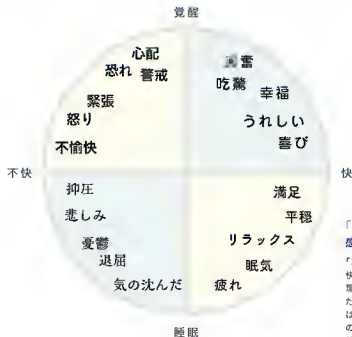 覚醒
心配
恐れ 警戒
緊張
怒り
不愉快
奮
吃驚
幸福
うれしい
喜び
不快
快
抑圧
悲しみ
憂鬱
退屈
気の沈んだ
満足
平穏
リラックス
眠気
疲れ
睡眠